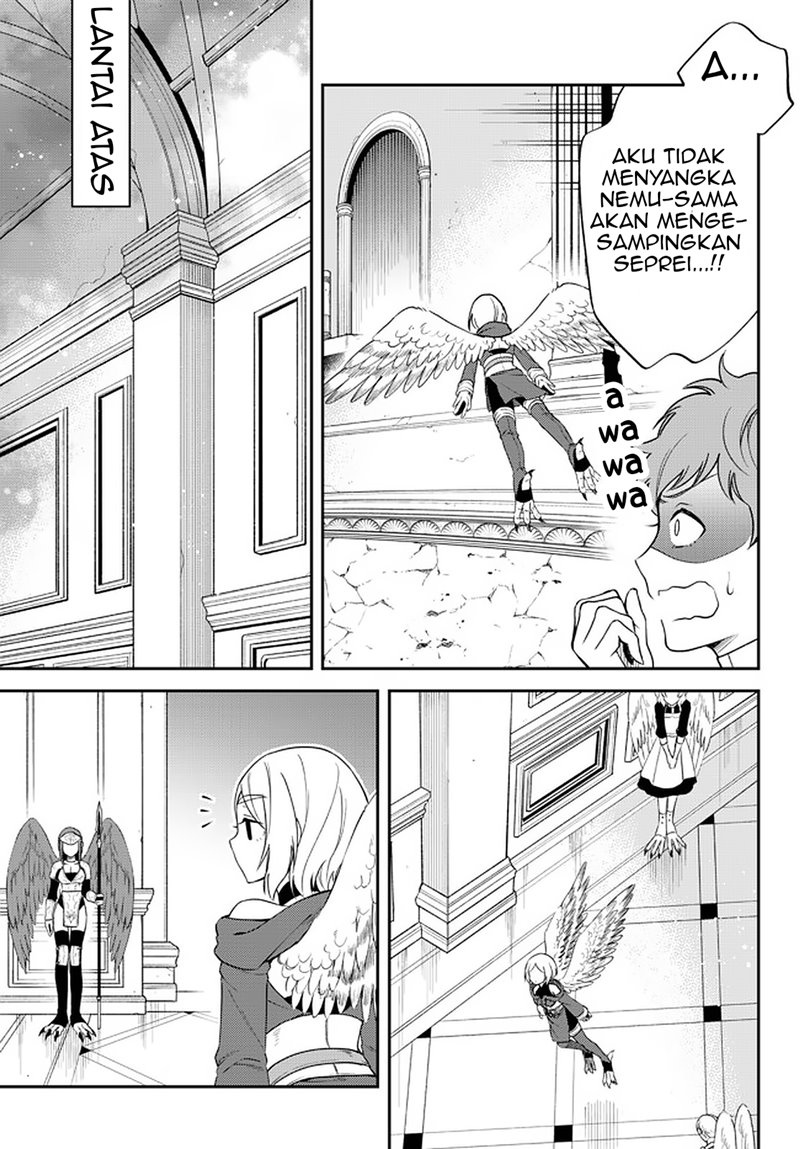 A...
AKU TIDAK
MENYANGKA
NEMU-SAMA
AKAN MENGE-
SAMPINGKAN
SEPREI...!!
a
wa
wa
wa
LANTAI ATAS